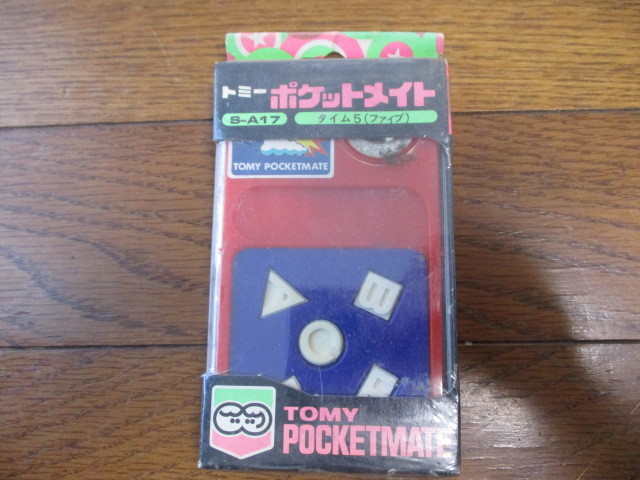 トミー ポケットメイト
S-A17 タイム5(ファイブ)
TOMY POCKETMATE
A
B
C
TOMY
POCKETMATE